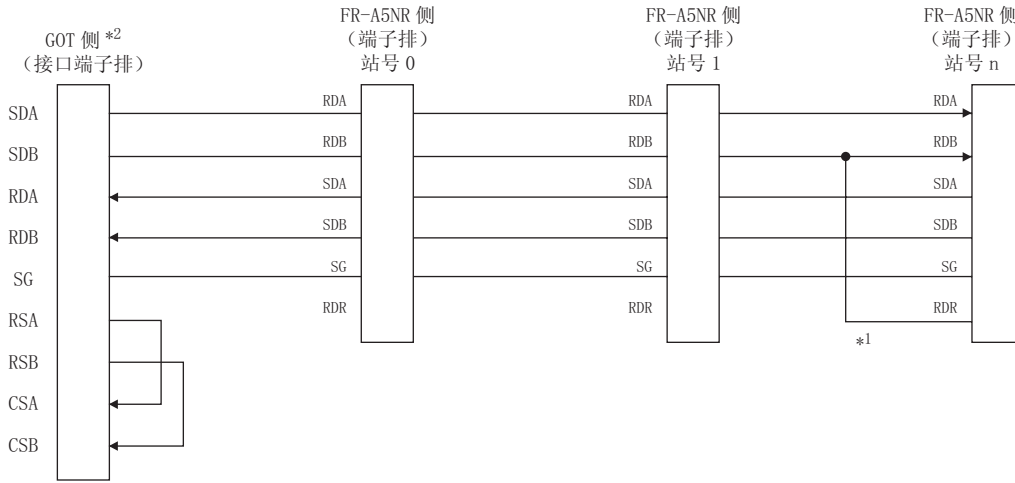 GOT 侧 *2
（接口端子排）
FR-A5NR 侧
（端子排）
站号 0
FR-A5NR 侧
（端子排）
站号 1
FR-A5NR 侧
（端子排）
站号 n
SDA
SDB
RDA
RDB
SG
RSA
RSB
CSA
CSB
RDA
RDB
SDA
SDB
SG
RDR
RDA
RDB
SDA
SDB
SG
RDR
RDA
RDB
SDA
SDB
SG
RDR
*1